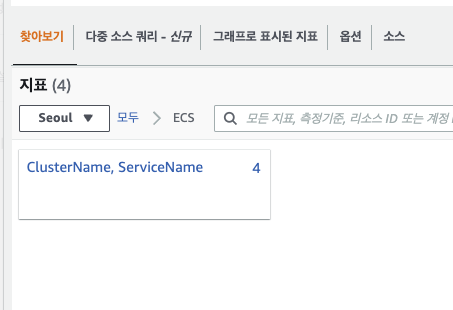 찾아보기 다중 소스 쿼리 - 신규 그래프로 표시된 지표 옵션 소스
지표 (4)
Seoul ▼ 모두 > ECS 모든 지표, 측정기준, 리소스 ID 또는 계정
ClusterName, ServiceName 4